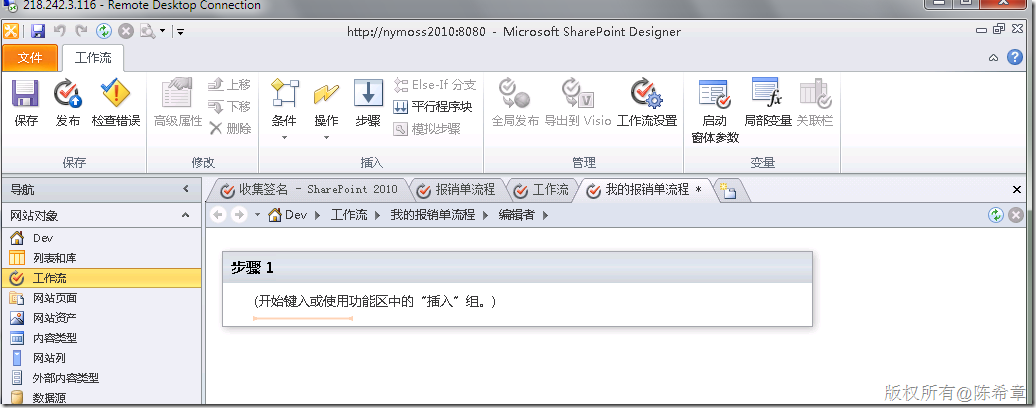 218.242.3.116 - Remote Desktop Connection
http://nymoss2010:8080 - Microsoft SharePoint Designer
文件
工作流
保存
发布
检查错误
高级属性
上移
下移
删除
条件
操作
步骤
Else-If 分支
平行程序块
模拟步骤
全局发布
导出到 Visio
工作流设置
启动
窗体参数
局部变量
关联栏
保存
修改
插入
管理
变量
导航
收集签名 - SharePoint 2010
报销单流程
工作流
我的报销单流程 *
网站对象
Dev
工作流
我的报销单流程
编辑者
Dev
列表和库
工作流
网站页面
网站资产
内容类型
网站列
外部内容类型
数据源
步骤 1
(开始键入或使用功能区中的“插入”组。)
版权所有@陈希章